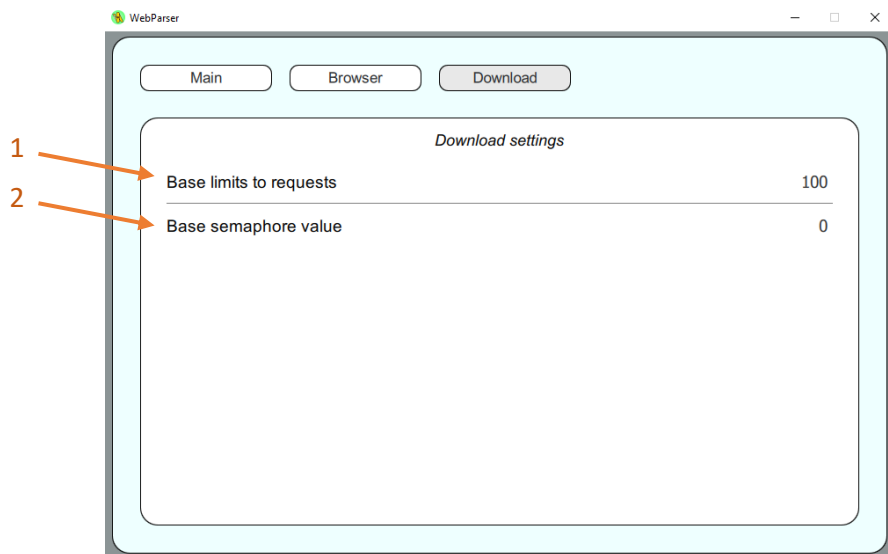 WebParser
Main Browser Download
Download settings
1
Base limits to requests 100
2
Base semaphore value 0